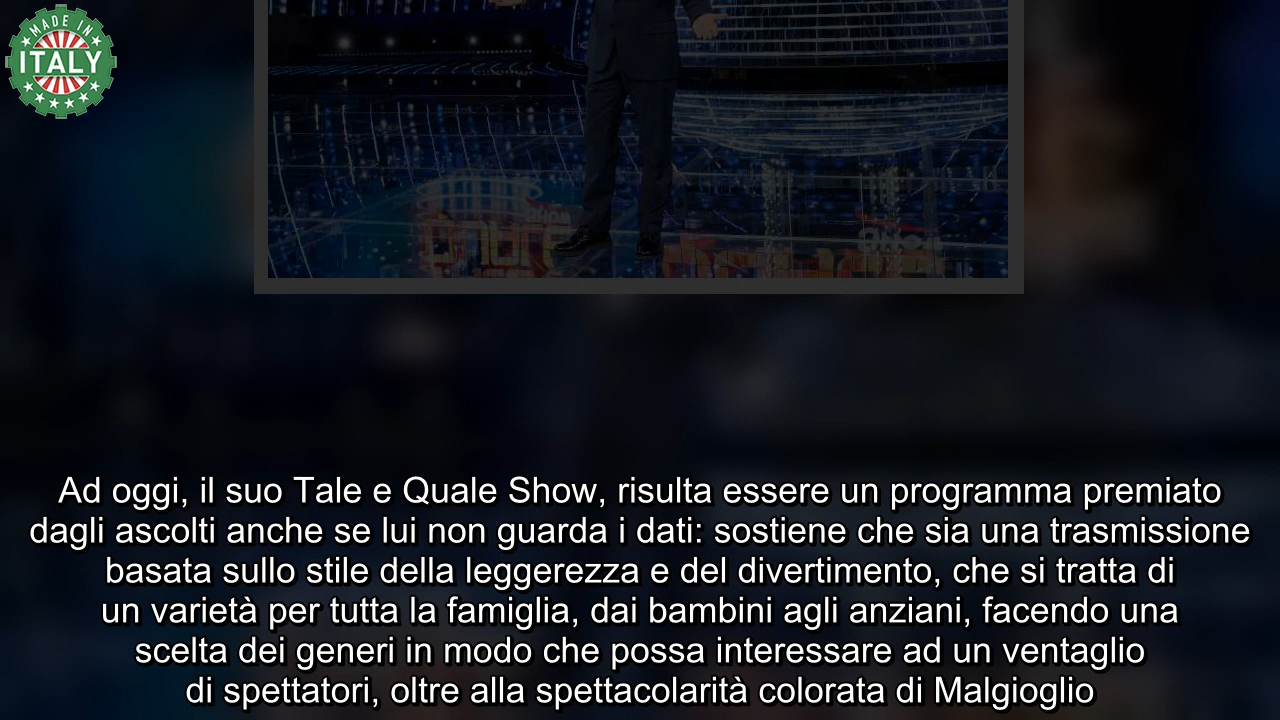 MADE IN
ITALY
Ad oggi, il suo Tale e Quale Show, risulta essere un programma premiato
dagli ascolti anche se lui non guarda i dati: sostiene che sia una trasmissione
basata sullo stile della leggerezza e del divertimento, che si tratta di
un varietà per tutta la famiglia, dai bambini agli anziani, facendo una
scelta dei generi in modo che possa interessare ad un ventaglio
di spettatori, oltre alla spettacolarità colorata di Malgioglio